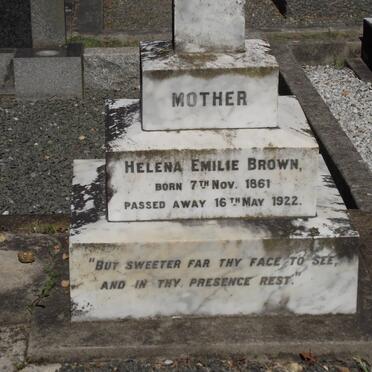 MOTHER
HELENA EMILIE BROWN,
BORN 7TH NOV. 1861
PASSED AWAY 16TH MAY 1922.
"BUT SWEETER FAR THY FACE TO SEE,
AND IN THY PRESENCE REST."